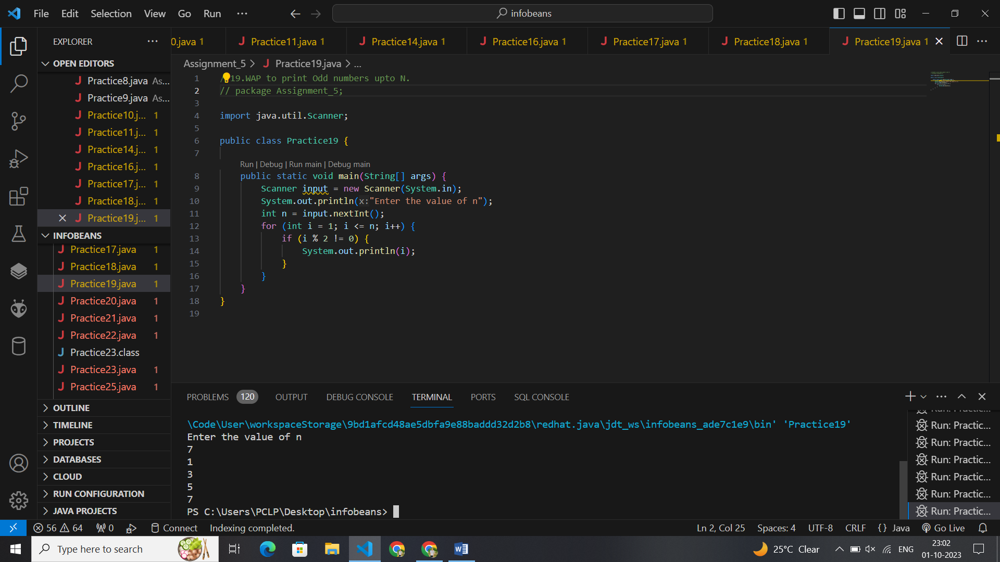 File Edit Selection View Go Run ... infobeans
EXPLORER ...
0.java 1 Practice11.java 1 Practice14.java 1 Practice16.java 1 Practice17.java 1 Practice18.java 1 Practice19.java 1
OPEN EDITORS
Practice8.java As...
Practice9.java As...
Practice10.j... 1
Practice11.j... 1
Practice14.j... 1
Practice16.j... 1
Practice17.j... 1
Practice18.j... 1
Practice19.j... 1
INFOBEANS
Practice17.java 1
Practice18.java 1
Practice19.java 1
Practice20.java 1
Practice21.java 1
Practice22.java 1
Practice23.class
Practice23.java 1
Practice25.java 1
OUTLINE
TIMELINE
PROJECTS
DATABASES
CLOUD
RUN CONFIGURATION
JAVA PROJECTS
Assignment_5 > Practice19.java > ...
1 /19.WAP to print Odd numbers upto N.
2 // package Assignment_5;
3
4 import java.util.Scanner;
5
6 public class Practice19 {
7
Run | Debug | Run main | Debug main
8 public static void main(String[] args) {
9 Scanner input = new Scanner(System.in);
10 System.out.println(x:"Enter the value of n");
11 int n = input.nextInt();
12 for (int i = 1; i <= n; i++) {
13 if (i % 2 != 0) {
14 System.out.println(i);
15 }
16 }
17 }
18 }
19
PROBLEMS 120 OUTPUT DEBUG CONSOLE TERMINAL PORTS SQL CONSOLE
\Code\User\workspaceStorage\9bd1afcd48ae5dbfa9e88baddd32d2b8\redhat.java\jdt_ws\infobeans_ade7c1e9\bin' 'Practice19'
Enter the value of n
7
1
3
5
7
PS C:\Users\PCLP\Desktop\infobeans>
Run: Practic...
Run: Practic...
Run: Practic...
Run: Practic...
Run: Practic...
Run: Practic...
56 64 0 Connect Indexing completed. Ln 2, Col 25 Spaces: 4 UTF-8 CRLF {} Java Go Live
Type here to search 25°C Clear ENG 23:02
01-10-2023